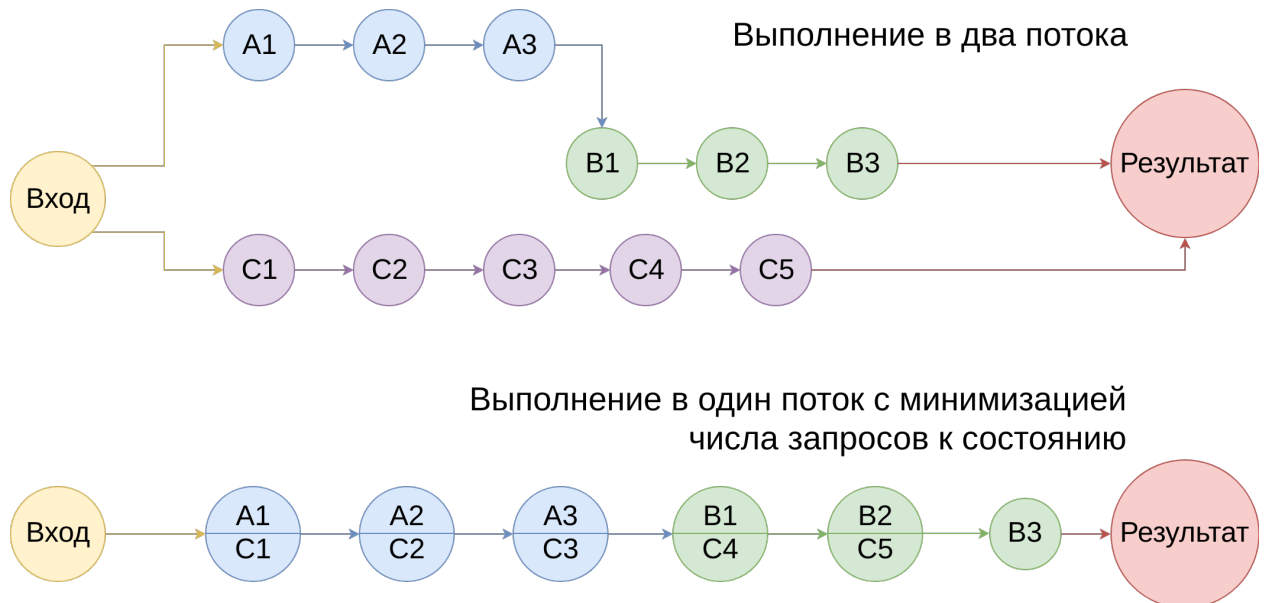 Выполнение в два потока
A1
A2
A3
B1
B2
B3
Вход
Результат
C1
C2
C3
C4
C5
Выполнение в один поток с минимизацией
числа запросов к состоянию
Вход
A1
C1
A2
C2
A3
C3
B1
C4
B2
C5
B3
Результат